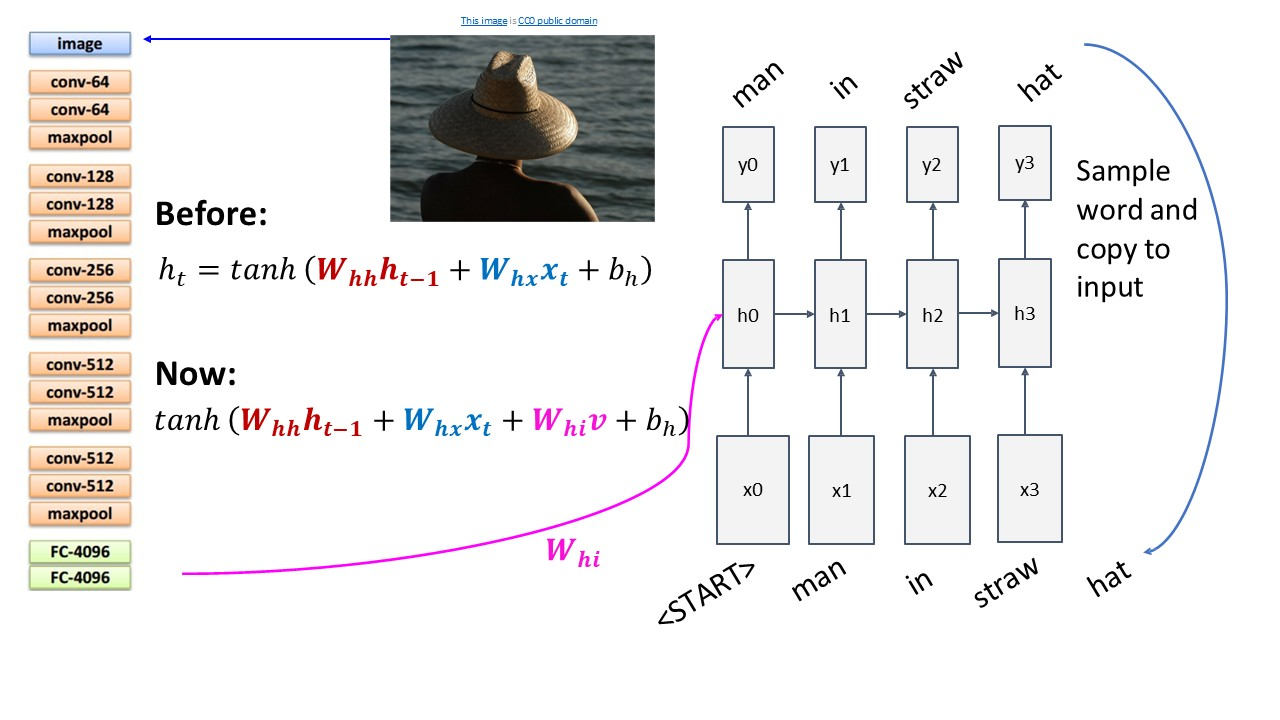 This image is CC0 public domain
image
conv-64
conv-64
maxpool
conv-128
conv-128
maxpool
conv-256
conv-256
maxpool
conv-512
conv-512
maxpool
conv-512
conv-512
maxpool
FC-4096
FC-4096
Before:
h_t = tanh (W_hh h_{t-1} + W_hx x_t + b_h)
Now:
tanh (W_hh h_{t-1} + W_hx x_t + W_hi v + b_h)
W_hi
man in straw hat
y0 y1 y2 y3
h0 h1 h2 h3
x0 x1 x2 x3
<START> man in straw hat
Sample
word and
copy to
input